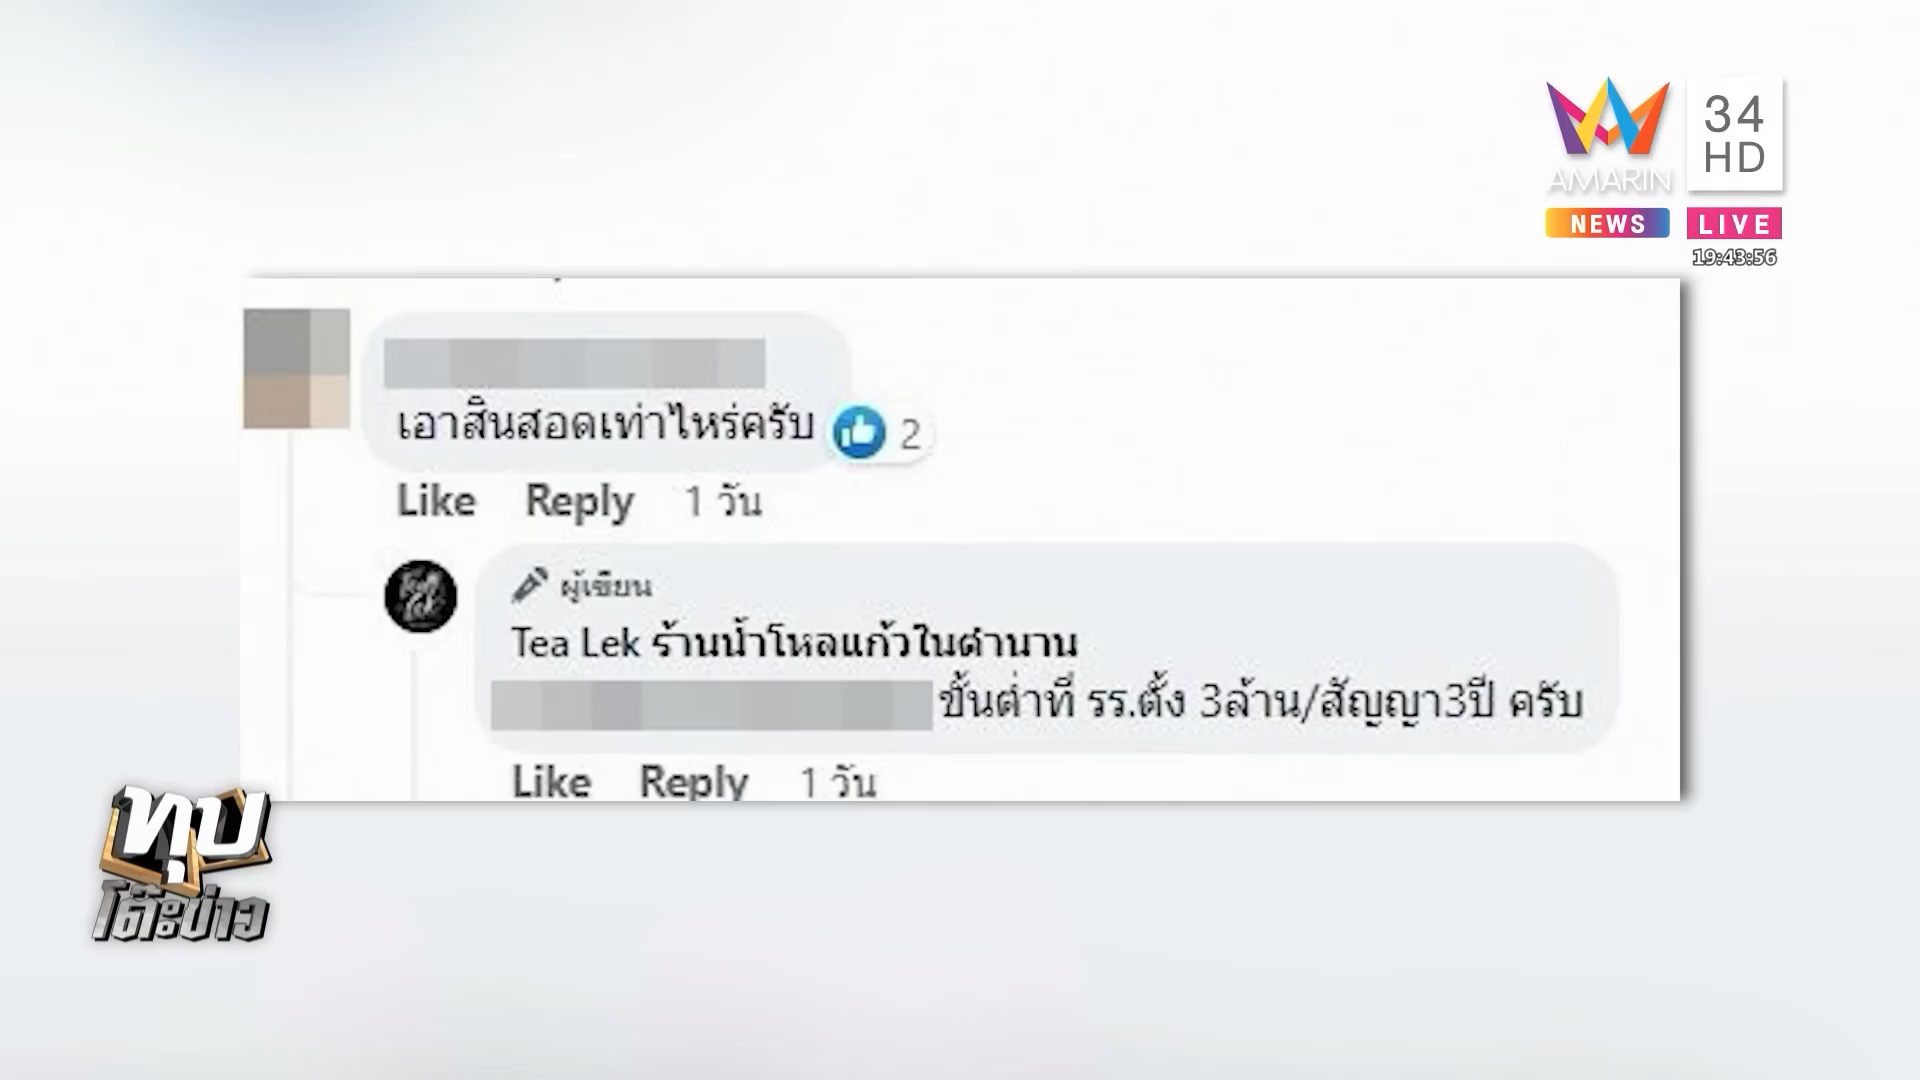 AMARIN
34
HD
NEWS
LIVE
19:43:56
เอาสินสอดเท่าไหร่ครับ
2
Like Reply 1 วัน
ผู้เขียน
Tea Lek ร้านน้ำโหลแก้วในตำนาน
ขั้นต่ำที่ รร.ตั้ง 3ล้าน/สัญญา3ปี ครับ
Like Reply 1 วัน
ทุบ
โต๊ะข่าว